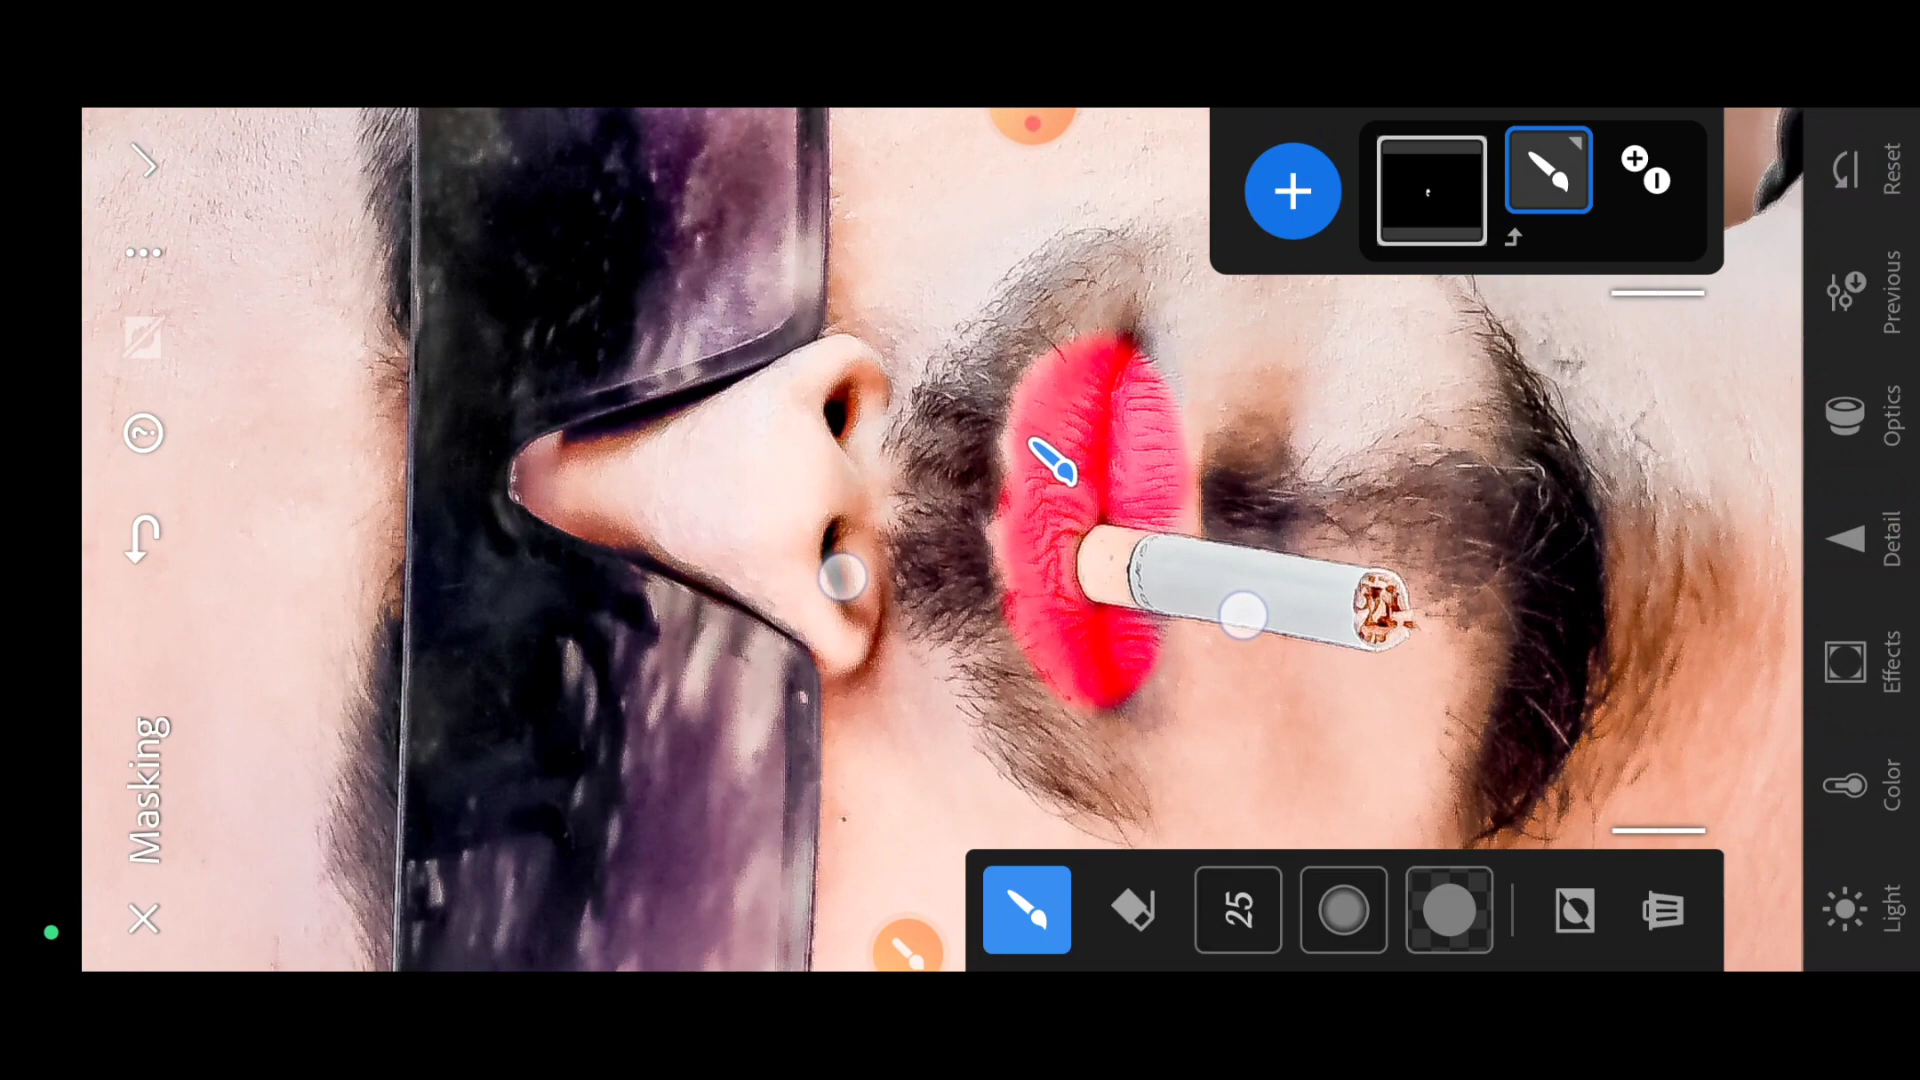 Masking
25
Light
Color
Effects
Detail
Optics
Previous
Reset